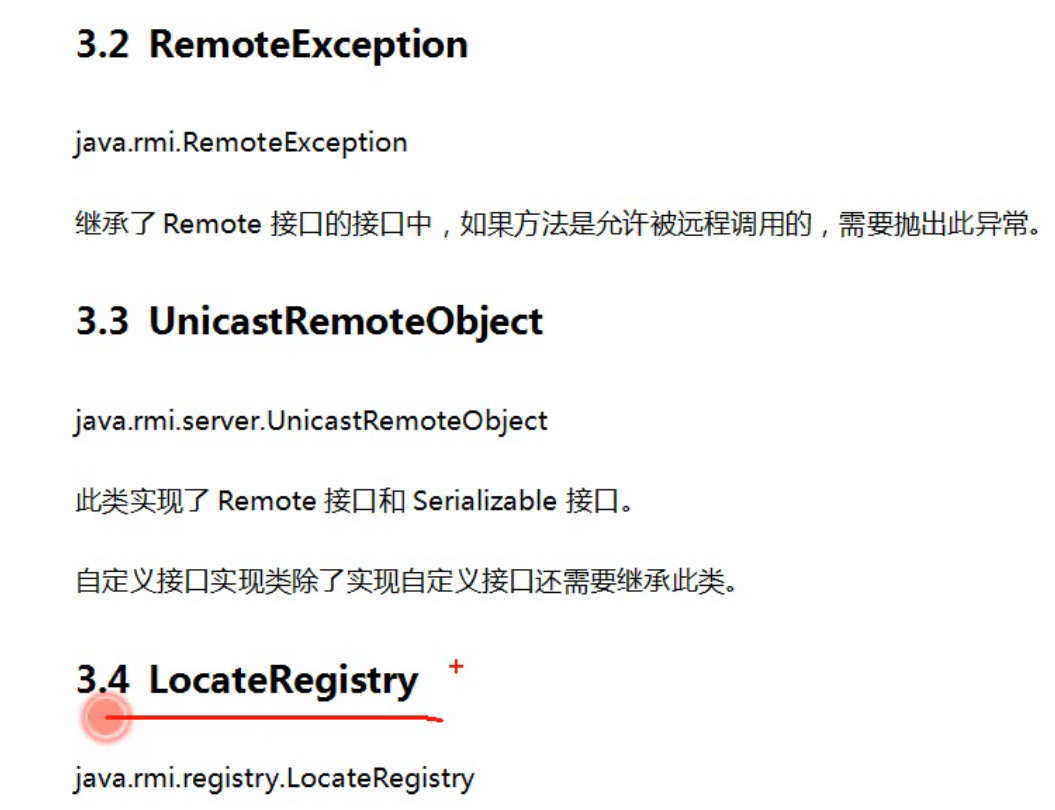 3.2 RemoteException
java.rmi.RemoteException
继承了 Remote 接口的接口中，如果方法是允许被远程调用的，需要抛出此异常。
3.3 UnicastRemoteObject
java.rmi.server.UnicastRemoteObject
此类实现了 Remote 接口和 Serializable 接口。
自定义接口实现类除了实现自定义接口还需要继承此类。
3.4 LocateRegistry
java.rmi.registry.LocateRegistry